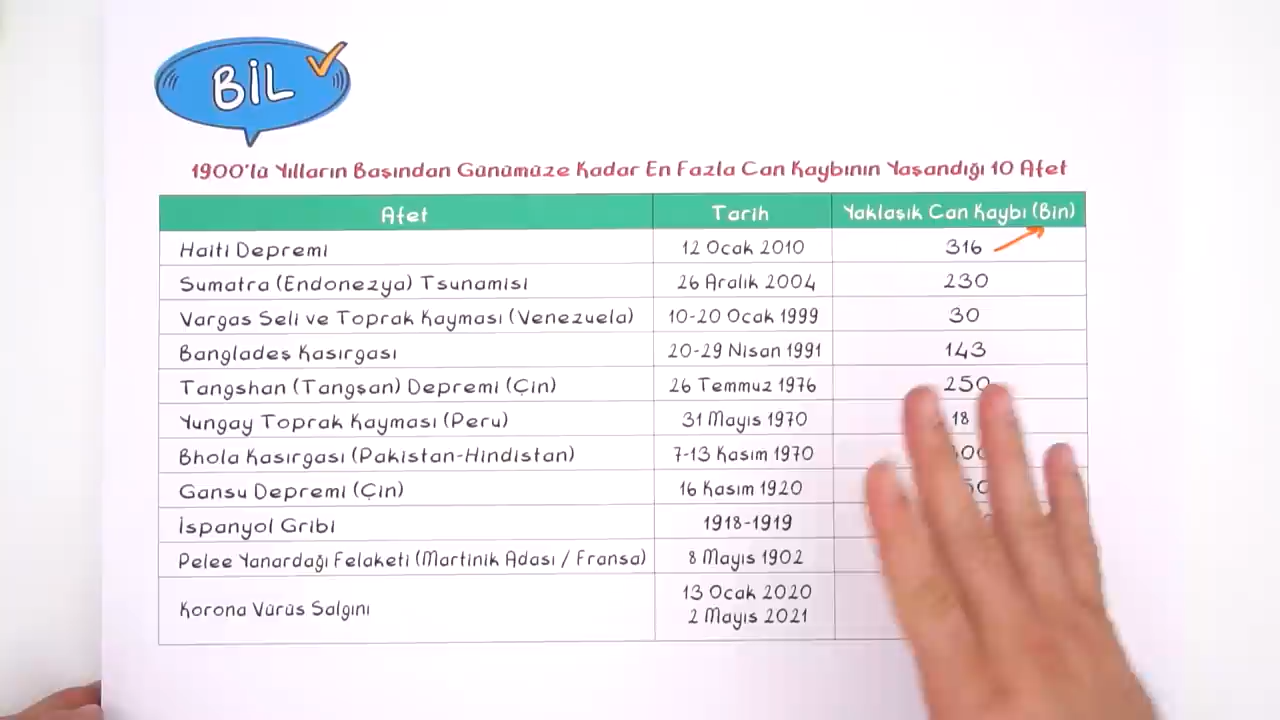 BİL
1900'lü Yılların Başından Günümüze Kadar En Fazla Can Kaybının Yaşandığı 10 Afet
Afet Tarih Yaklaşık Can Kaybı (Bin)
Haiti Depremi 12 Ocak 2010 316
Sumatra (Endonezya) Tsunamisi 26 Aralık 2004 230
Vargas Seli ve Toprak Kayması (Venezuela) 10-20 Ocak 1999 30
Bangladeş Kasırgası 20-29 Nisan 1991 143
Tangshan (Tangşan) Depremi (Çin) 26 Temmuz 1976 250
Yungay Toprak Kayması (Peru) 31 Mayıs 1970 18
Bhola Kasırgası (Pakistan-Hindistan) 7-13 Kasım 1970
Gansu Depremi (Çin) 16 Kasım 1920
İspanyol Gribi 1918-1919
Pelee Yanardağı Felaketi (Martinik Adası / Fransa) 8 Mayıs 1902
Korona Vürüs Salgını 13 Ocak 2020
2 Mayıs 2021